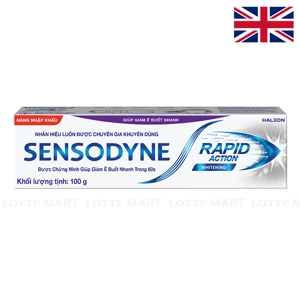 HÀNG NHẬP KHẨU
GIÚP GIẢM Ê BUỐT NHANH
HALEON
NHÃN HIỆU LUÔN ĐƯỢC CHUYÊN GIA KHUYÊN DÙNG
SENSODYNE
RAPID
ACTION
WHITENING
Được Chứng Minh Giúp Giảm Ê Buốt Nhanh Trong 60s
Khối lượng tịnh: 100 g
LOTTE MART LOTTE MART LOTTE MART